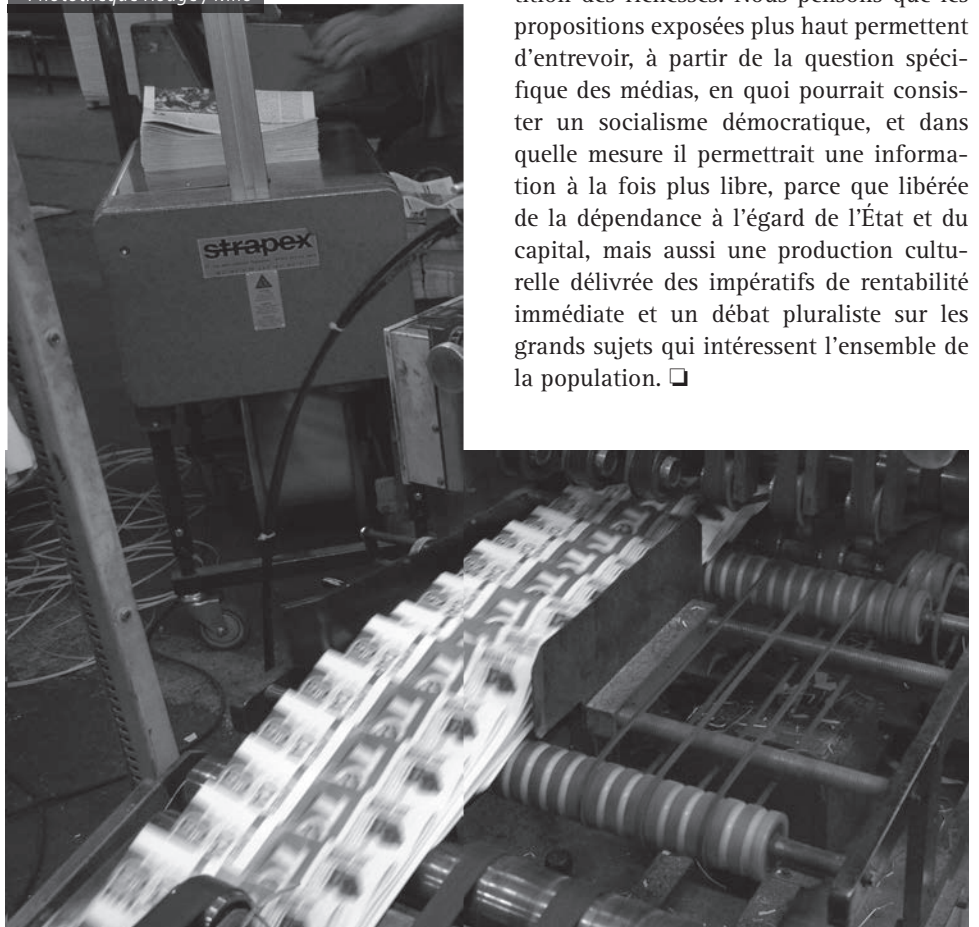 propositions exposées plus haut permettent
d'entrevoir, à partir de la question spéci-
fique des médias, en quoi pourrait consis-
ter un socialisme démocratique, et dans
quelle mesure il permettrait une informa-
tion à la fois plus libre, parce que libérée
de la dépendance à l'égard de l'État et du
capital, mais aussi une production cultu-
relle délivrée des impératifs de rentabilité
immédiate et un débat pluraliste sur les
grands sujets qui intéressent l'ensemble de
la population. ❏
strapex